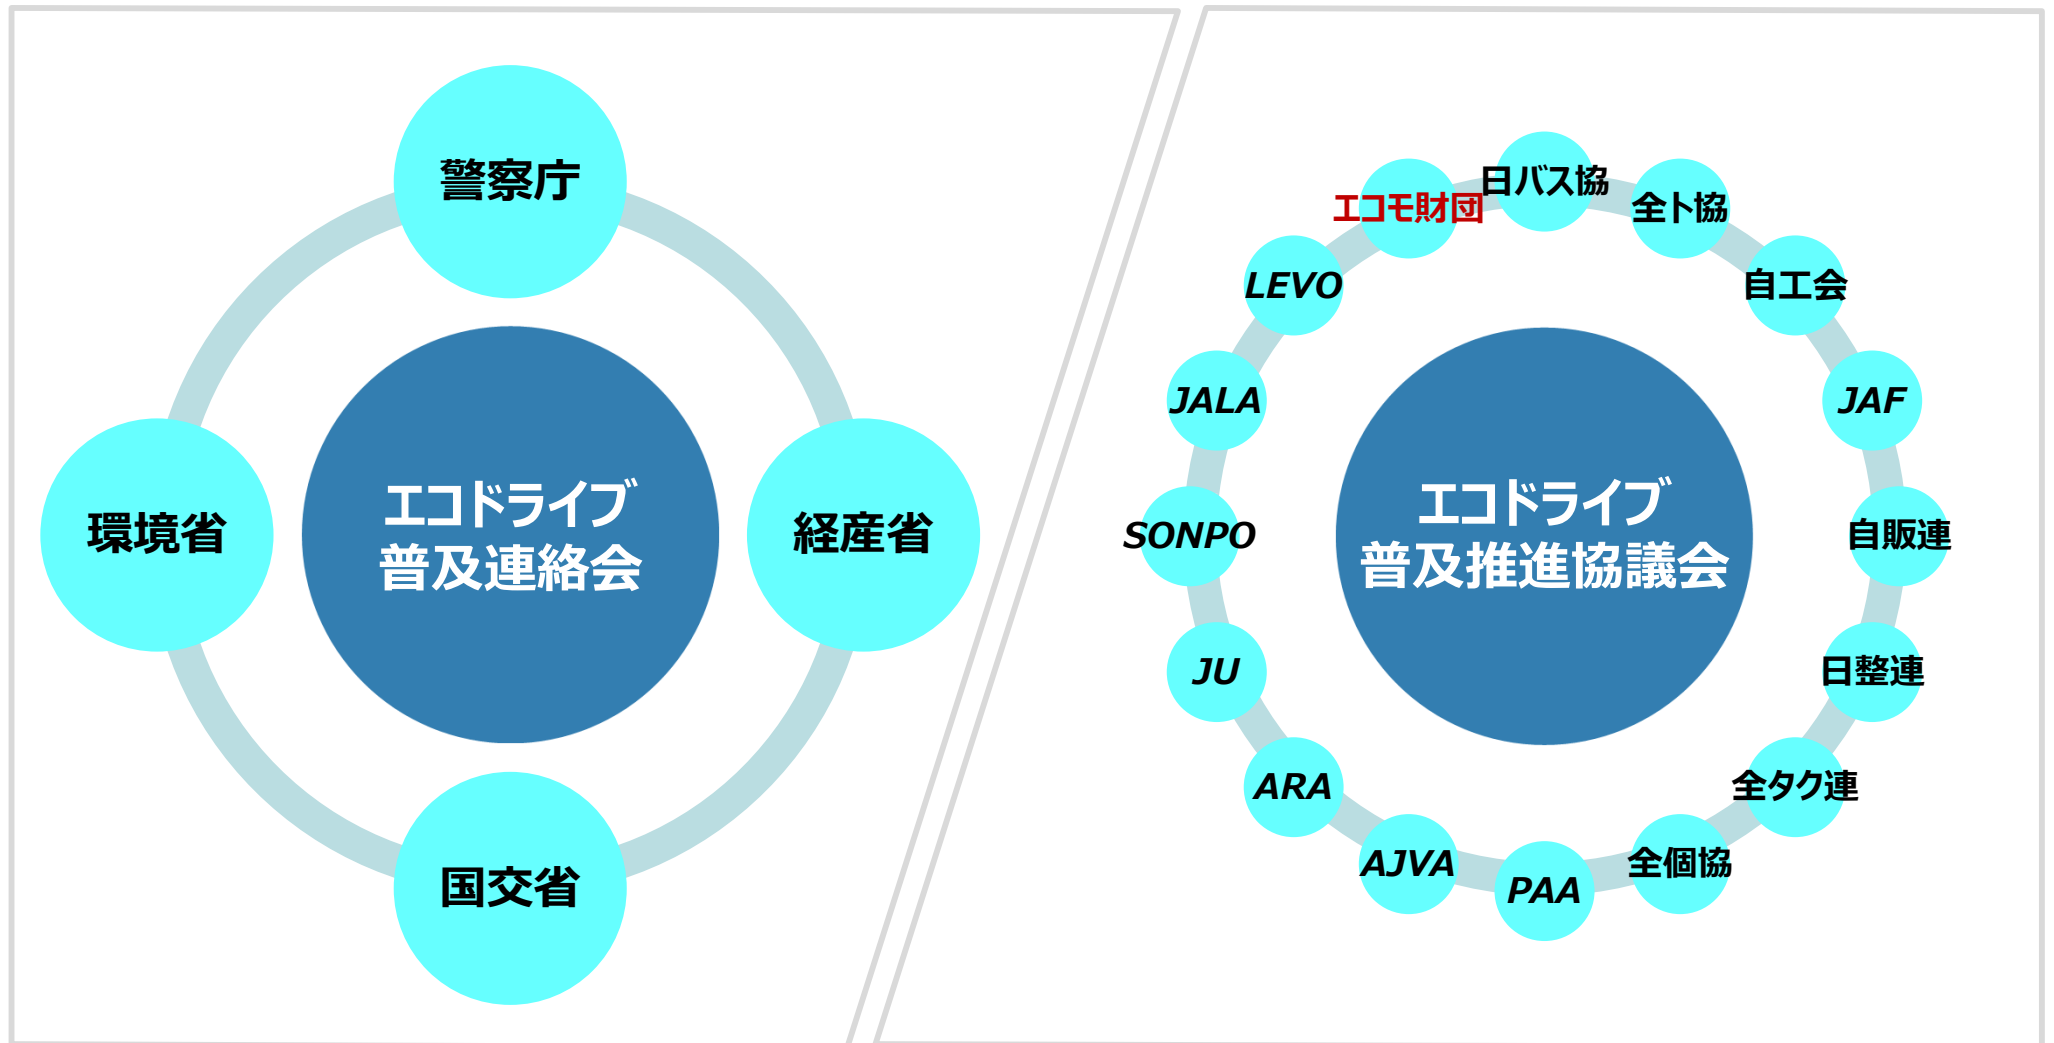 警察庁
環境省
エコドライブ
普及連絡会
経産省
国交省
日バス協
全ト協
自工会
JAF
自販連
日整連
全タク連
全個協
PAA
AJVA
ARA
JU
SONPO
JALA
LEVO
エコモ財団
エコドライブ
普及推進協議会